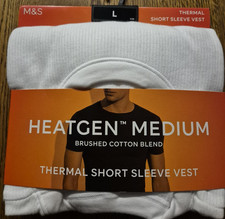 M&S
L
THERMAL
SHORT SLEEVE VEST
HEATGEN™ MEDIUM
BRUSHED COTTON BLEND
THERMAL SHORT SLEEVE VEST